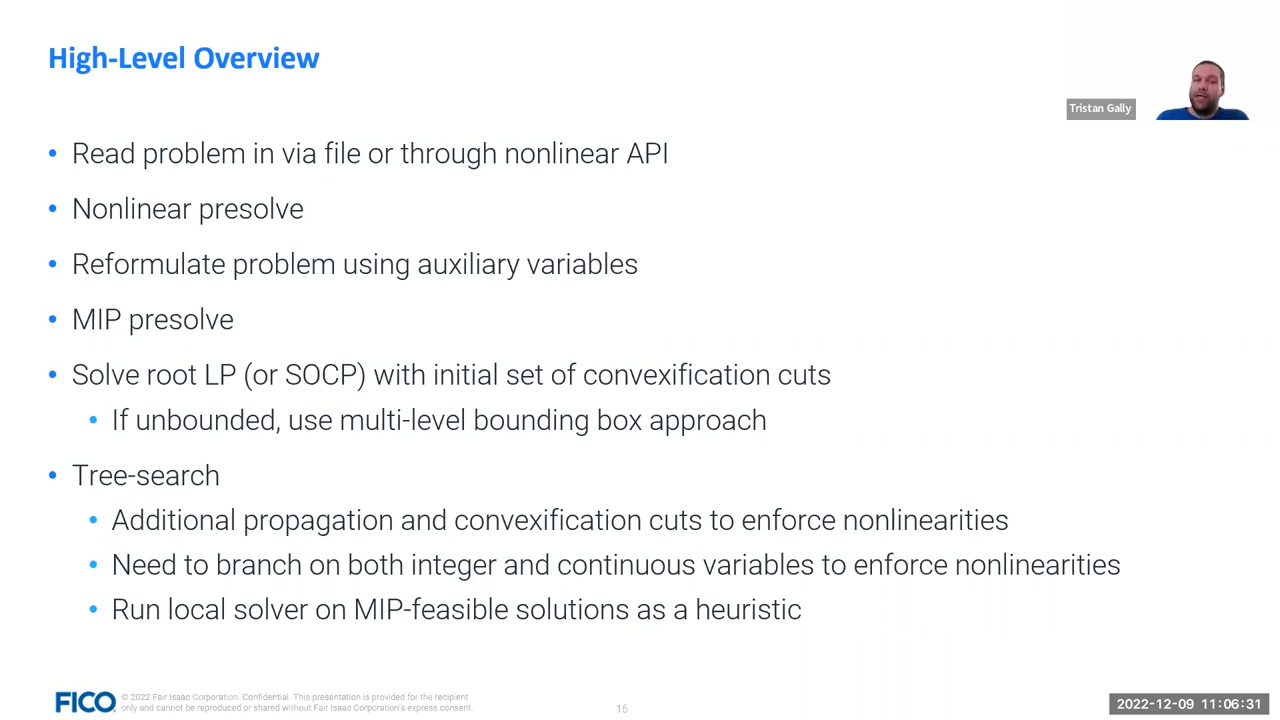 High-Level Overview
Tristan Gally
• Read problem in via file or through nonlinear API
• Nonlinear presolve
• Reformulate problem using auxiliary variables
• MIP presolve
• Solve root LP (or SOCP) with initial set of convexification cuts
• If unbounded, use multi-level bounding box approach
• Tree-search
• Additional propagation and convexification cuts to enforce nonlinearities
• Need to branch on both integer and continuous variables to enforce nonlinearities
• Run local solver on MIP-feasible solutions as a heuristic
FICO
© 2022 Fair Isaac Corporation. Confidential. This presentation is provided for the recipient
only and cannot be reproduced or shared without Fair Isaac Corporation's express consent.
16
2022-12-09 11:06:31